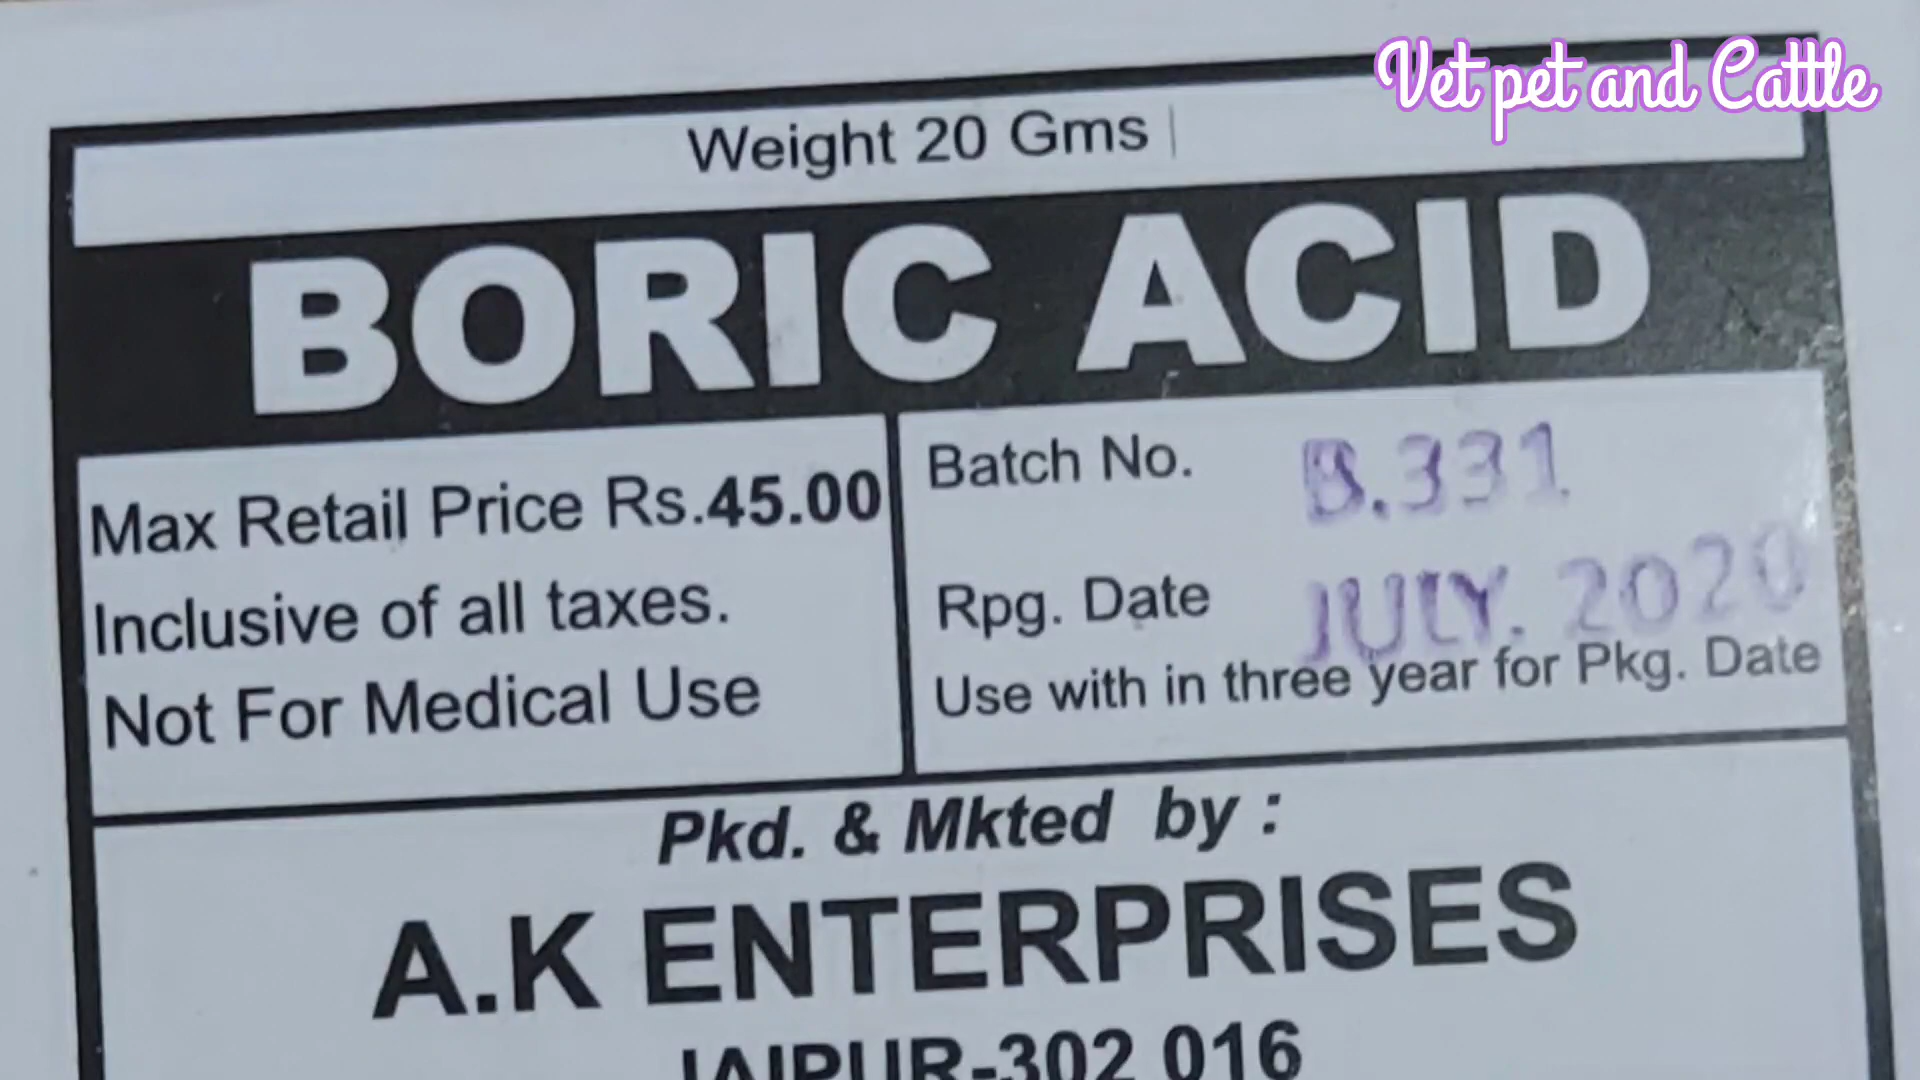 Vet pet and Cattle
Weight 20 Gms
BORIC ACID
Max Retail Price Rs.45.00
Inclusive of all taxes.
Not For Medical Use
Batch No. B.331
Rpg. Date JULY. 2020
Use with in three year for Pkg. Date
Pkd. & Mkted by :
A.K ENTERPRISES
JAIPUR-302 016